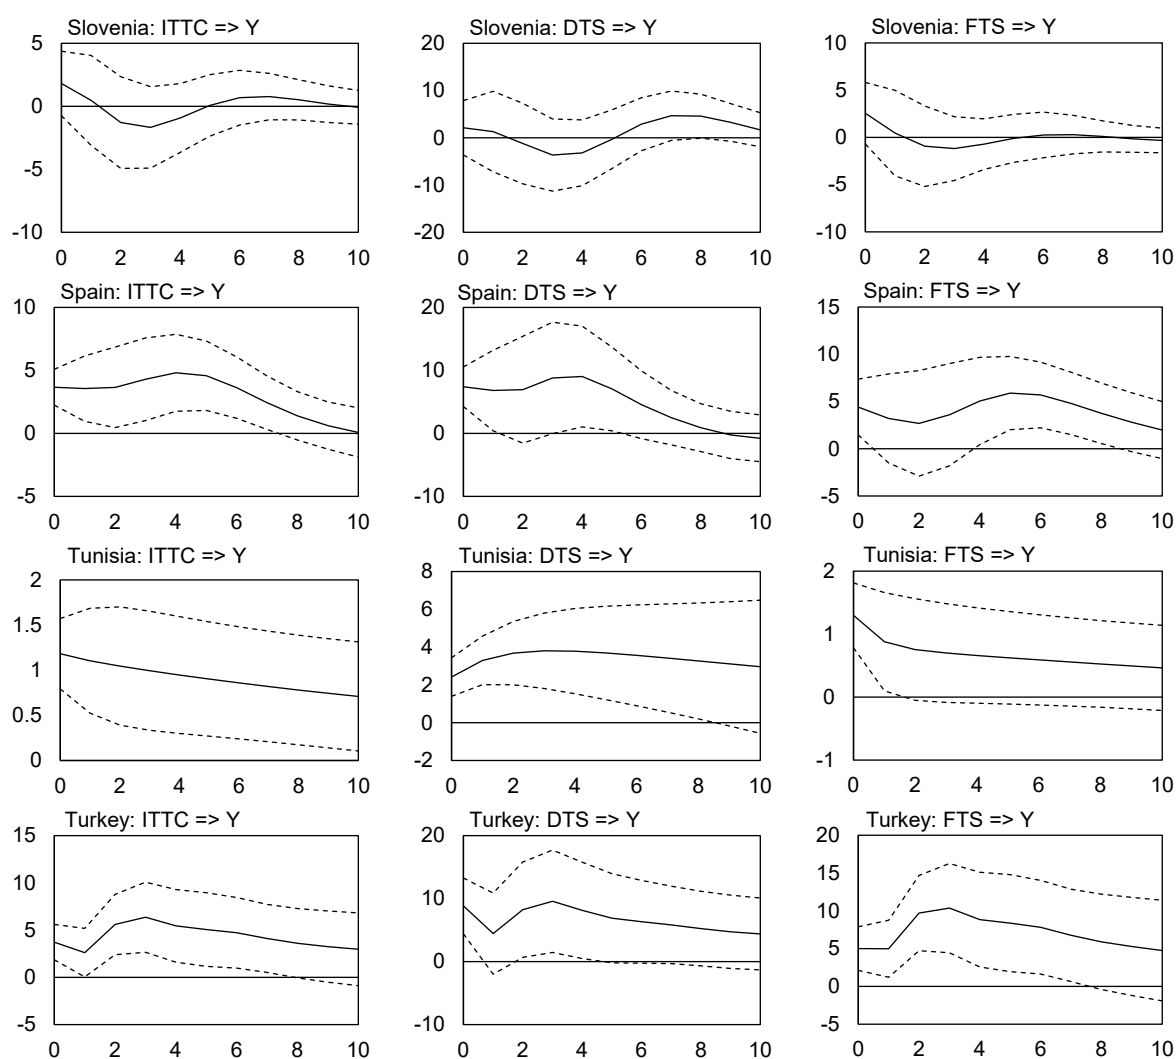 Slovenia: ITTC => Y
5
0
-5
-10
0 2 4 6 8 10
Slovenia: DTS => Y
20
10
0
-10
-20
0 2 4 6 8 10
Slovenia: FTS => Y
10
5
0
-5
-10
0 2 4 6 8 10
Spain: ITTC => Y
10
5
0
-5
0 2 4 6 8 10
Spain: DTS => Y
20
10
0
-10
0 2 4 6 8 10
Spain: FTS => Y
15
10
5
0
-5
0 2 4 6 8 10
Tunisia: ITTC => Y
2
1.5
1
0.5
0
0 2 4 6 8 10
Tunisia: DTS => Y
8
6
4
2
0
-2
0 2 4 6 8 10
Tunisia: FTS => Y
2
1
0
-1
0 2 4 6 8 10
Turkey: ITTC => Y
15
10
5
0
-5
0 2 4 6 8 10
Turkey: DTS => Y
20
10
0
-10
0 2 4 6 8 10
Turkey: FTS => Y
20
15
10
5
0
-5
0 2 4 6 8 10